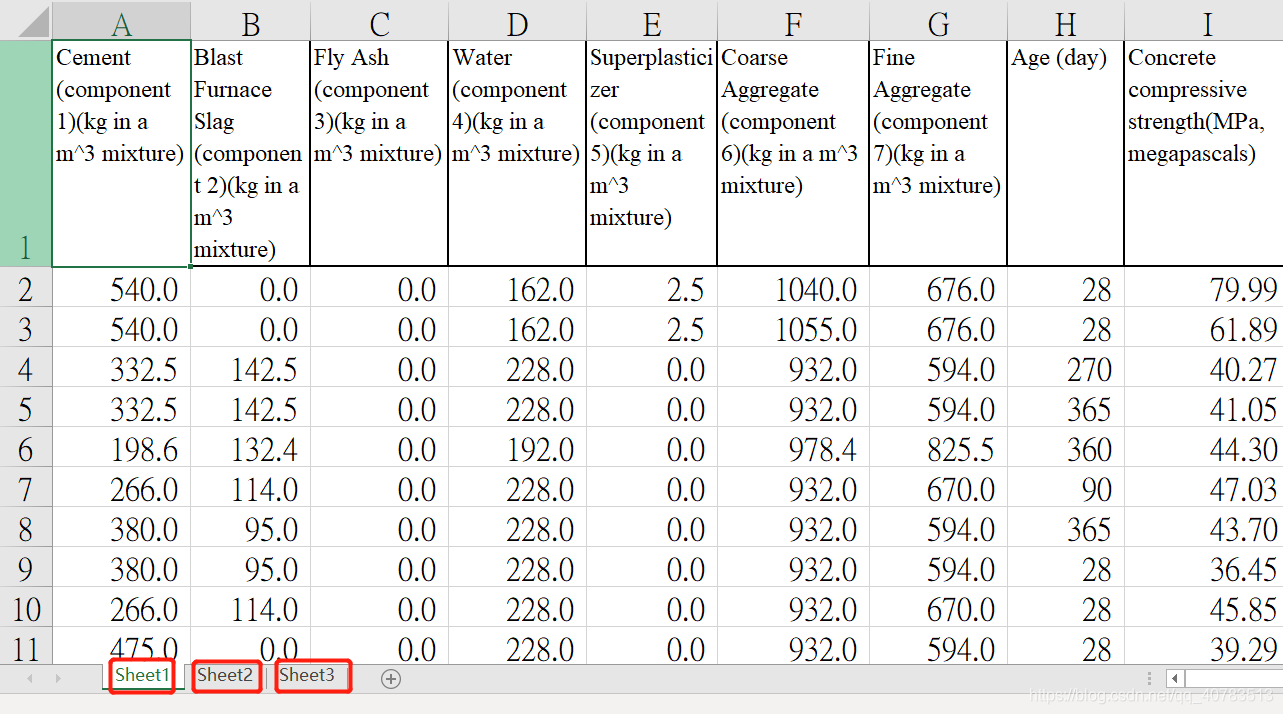 A B C D E F G H I
Cement Blast Fly Ash Water Superplastici Coarse Fine Age (day) Concrete
(component Furnace (component (component zer Aggregate Aggregate compressive
1)(kg in a Slag 3)(kg in a 4)(kg in a (component (component (component strength(MPa,
m^3 mixture) (componen m^3 mixture) m^3 mixture) 5)(kg in a 6)(kg in a m^3 7)(kg in a megapascals)
t 2)(kg in a m^3 mixture) m^3 mixture)
m^3 mixture)
1 mixture)
2 540.0 0.0 0.0 162.0 2.5 1040.0 676.0 28 79.99
3 540.0 0.0 0.0 162.0 2.5 1055.0 676.0 28 61.89
4 332.5 142.5 0.0 228.0 0.0 932.0 594.0 270 40.27
5 332.5 142.5 0.0 228.0 0.0 932.0 594.0 365 41.05
6 198.6 132.4 0.0 192.0 0.0 978.4 825.5 360 44.30
7 266.0 114.0 0.0 228.0 0.0 932.0 670.0 90 47.03
8 380.0 95.0 0.0 228.0 0.0 932.0 594.0 365 43.70
9 380.0 95.0 0.0 228.0 0.0 932.0 594.0 28 36.45
10 266.0 114.0 0.0 228.0 0.0 932.0 670.0 28 45.85
11 475.0 0.0 0.0 228.0 0.0 932.0 594.0 28 39.29
Sheet1 Sheet2 Sheet3
https://blog.csdn.net/qq_40783513